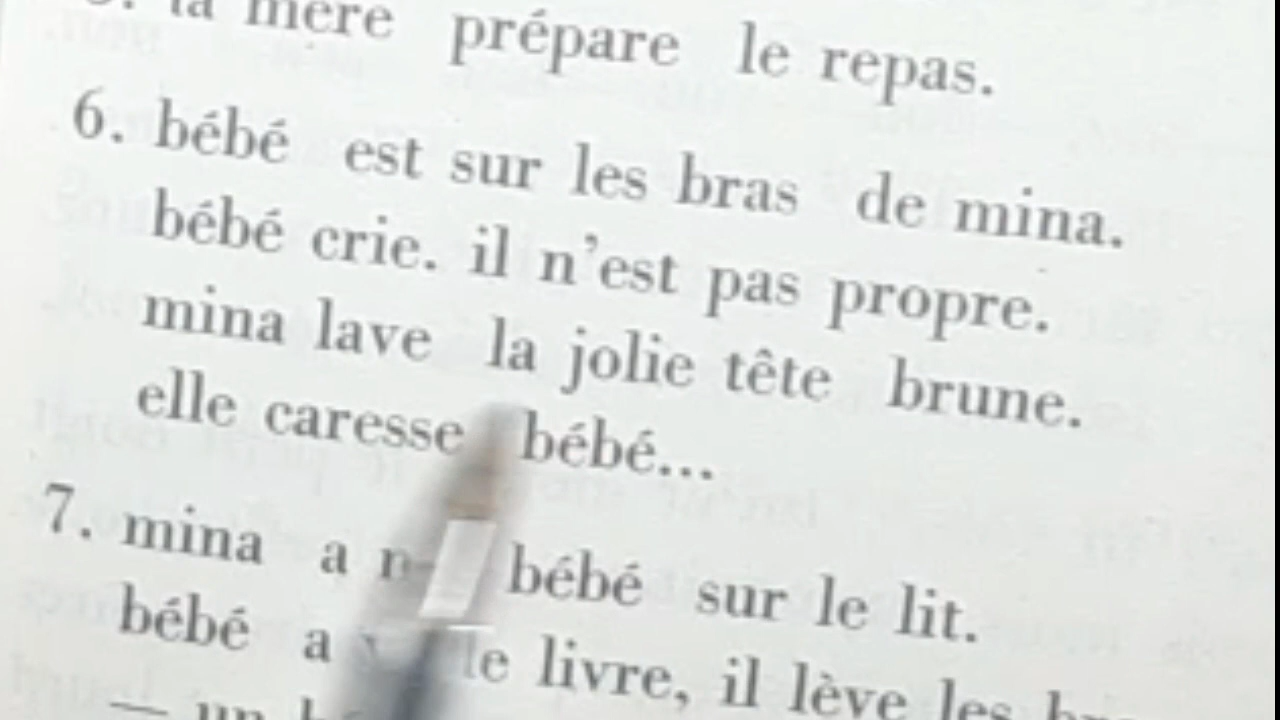 la mère prépare le repas.
6. bébé est sur les bras de mina.
bébé crie. il n'est pas propre.
mina lave la jolie tête brune.
elle caresse bébé...
7. mina a bébé sur le lit.
bébé a le livre, il lève les
— un